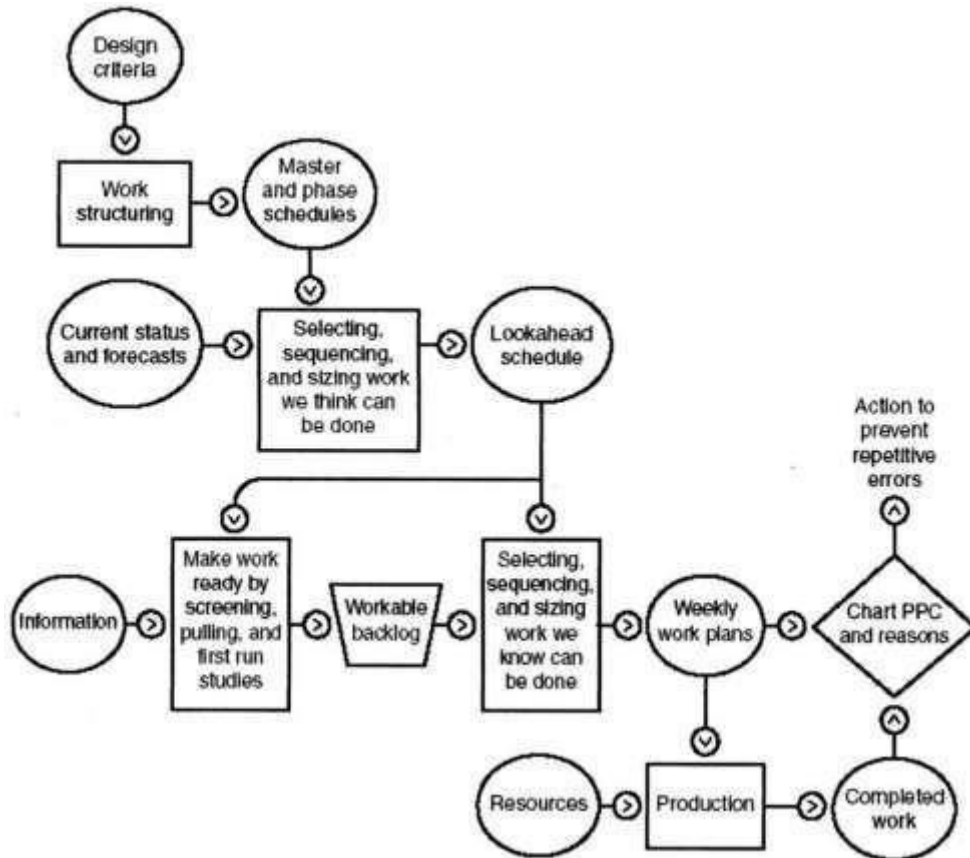 Design
criteria
Work
structuring
Master
and phase
schedules
Current status
and forecasts
Selecting,
sequencing,
and sizing work
we think can
be done
Lookahead
schedule
Action to
prevent
repetitive
errors
Information
Make work
ready by
screening,
pulling, and
first run
studies
Workable
backlog
Selecting,
sequencing,
and sizing
work we
know can
be done
Weekly
work plans
Chart PPC
and reasons
Resources
Production
Completed
work